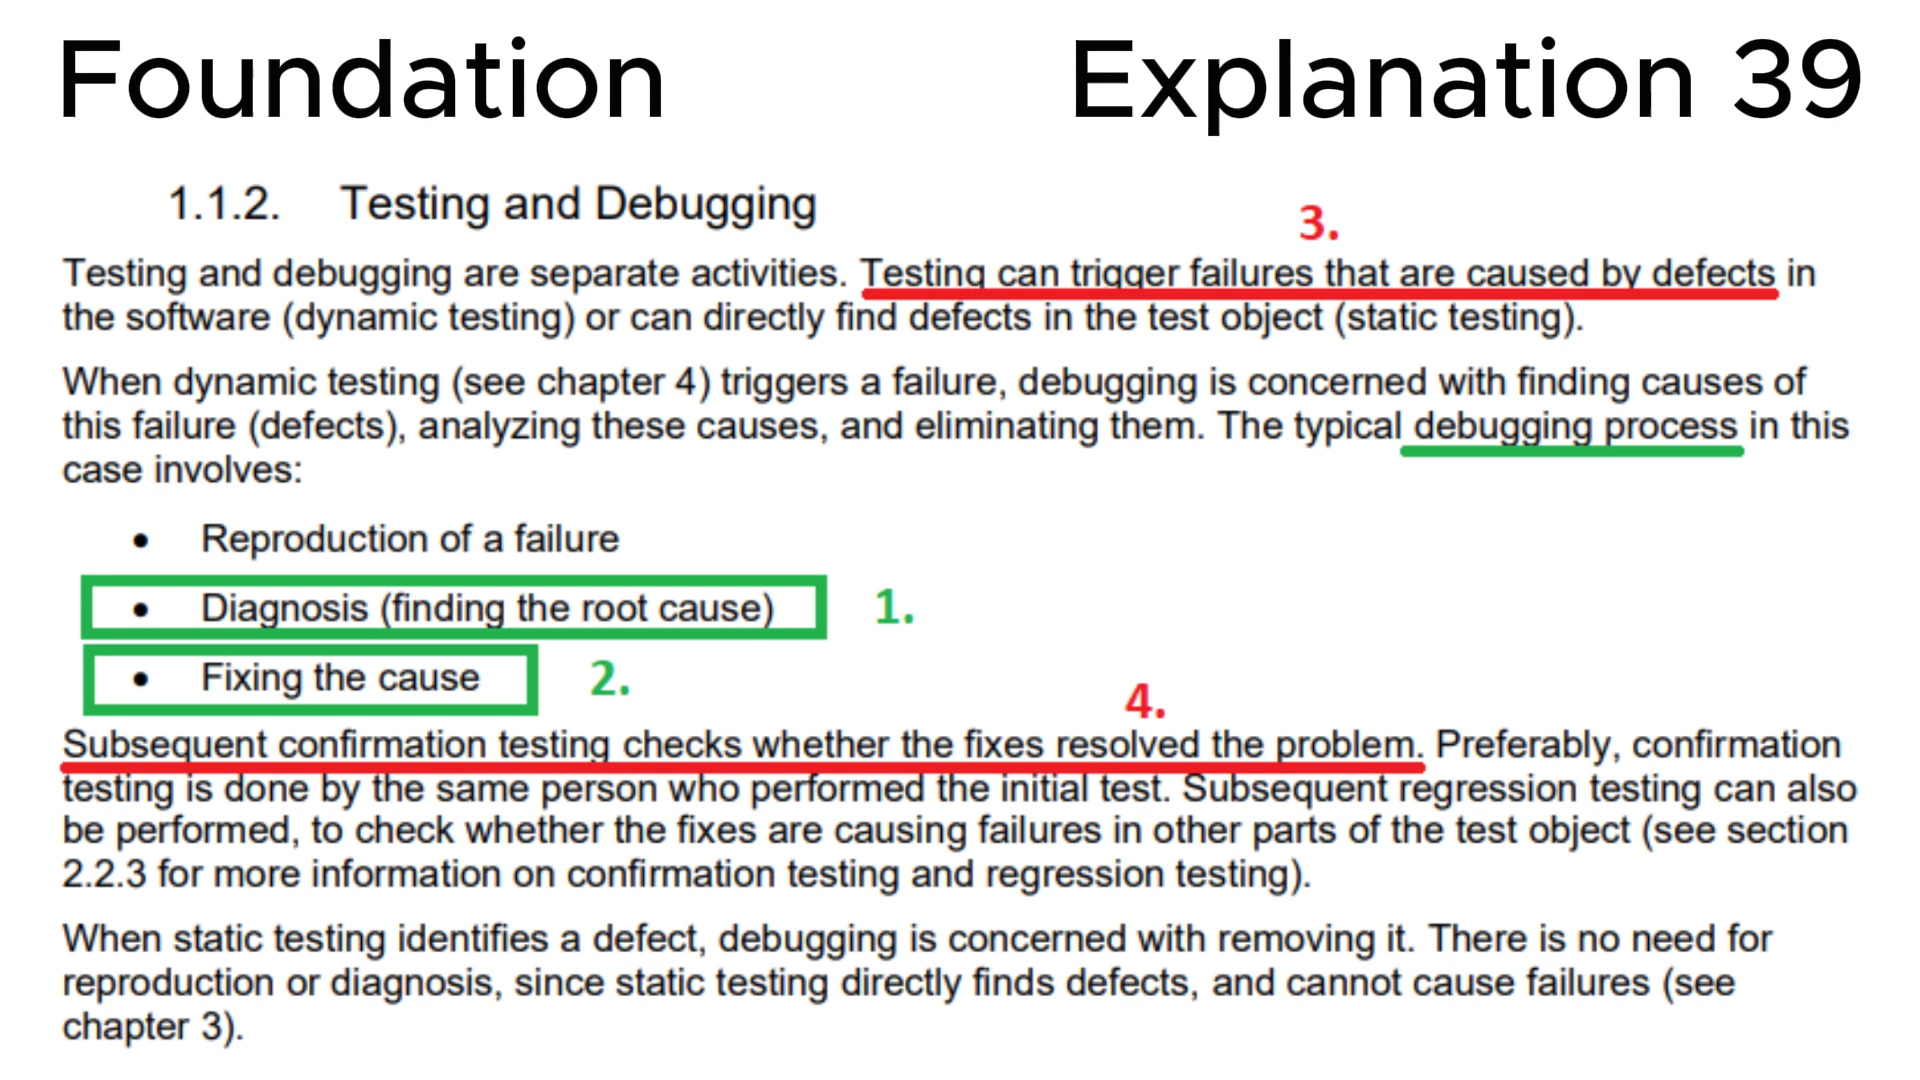 Foundation
Explanation 39
1.1.2. Testing and Debugging
3.
Testing and debugging are separate activities. Testing can trigger failures that are caused by defects in
the software (dynamic testing) or can directly find defects in the test object (static testing).
When dynamic testing (see chapter 4) triggers a failure, debugging is concerned with finding causes of
this failure (defects), analyzing these causes, and eliminating them. The typical debugging process in this
case involves:
• Reproduction of a failure
• Diagnosis (finding the root cause) 1.
• Fixing the cause 2.
4.
Subsequent confirmation testing checks whether the fixes resolved the problem. Preferably, confirmation
testing is done by the same person who performed the initial test. Subsequent regression testing can also
be performed, to check whether the fixes are causing failures in other parts of the test object (see section
2.2.3 for more information on confirmation testing and regression testing).
When static testing identifies a defect, debugging is concerned with removing it. There is no need for
reproduction or diagnosis, since static testing directly finds defects, and cannot cause failures (see
chapter 3).